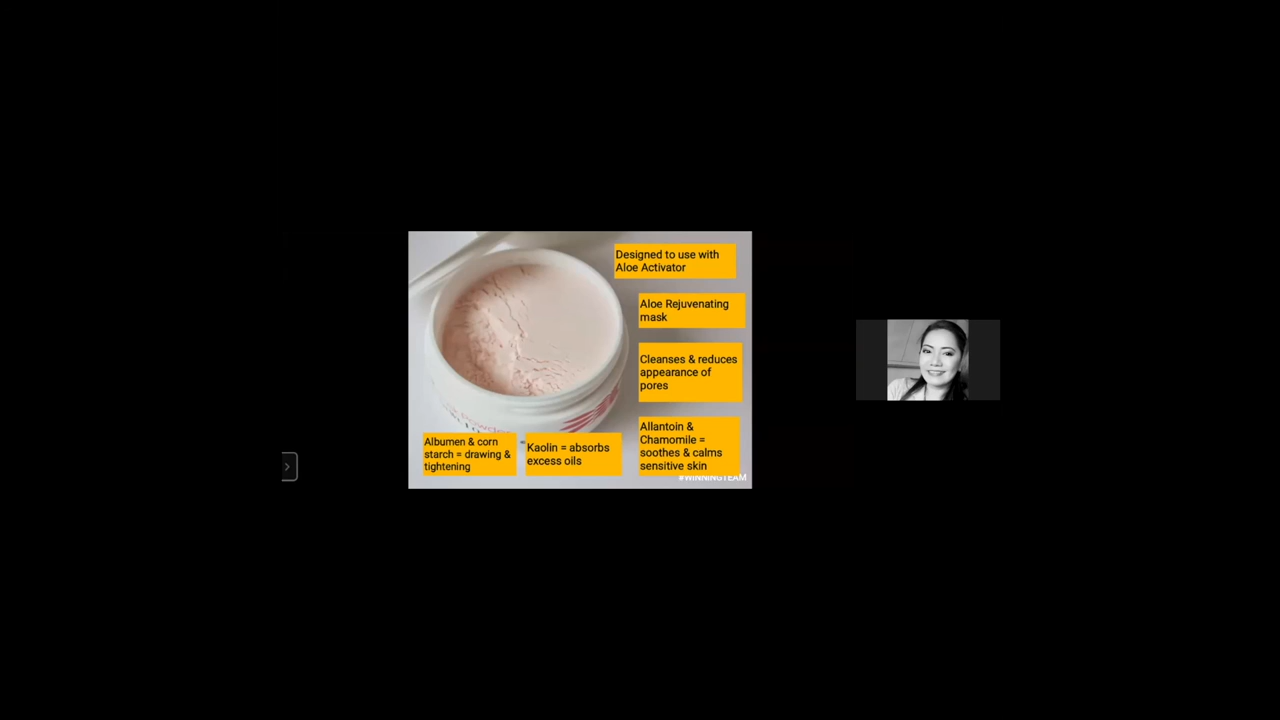 Designed to use with
Aloe Activator
Aloe Rejuvenating
mask
Cleanses & reduces
appearance of
pores
Allantoin &
Chamomile =
soothes & calms
sensitive skin
Albumen & corn
starch = drawing &
tightening
Kaolin = absorbs
excess oils
#WINNINGTEAM